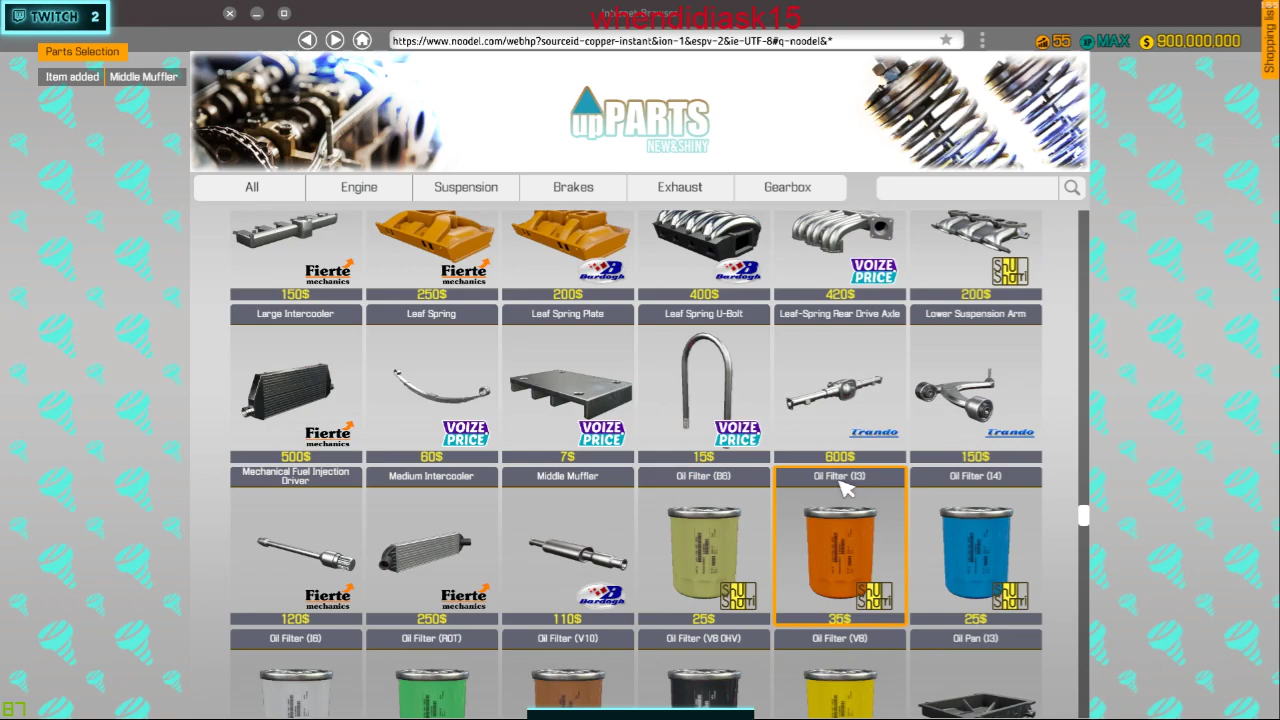 TWITCH 2
Internet Browser
whendidiask15
https://www.noodel.com/webhp?sourceid-copper-instant&ion-1&espv-2&ie-UTF-8#q-noodel&*
55 XP MAX $ 900.000.000
Shopping list
Parts Selection
Item added Middle Muffler
upPARTS
NEW&SHINY
All Engine Suspension Brakes Exhaust Gearbox
Fierte mechanics Fierte mechanics Bardogh Bardogh VOIZE PRICE
150$ 250$ 200$ 400$ 420$ 200$
Large Intercooler Leaf Spring Leaf Spring Plate Leaf Spring U-Bolt Leaf-Spring Rear Drive Axle Lower Suspension Arm
Fierte mechanics VOIZE PRICE VOIZE PRICE VOIZE PRICE Trando Trando
500$ 60$ 7$ 15$ 600$ 150$
Mechanical Fuel Injection Driver Medium Intercooler Middle Muffler Oil Filter (B6) Oil Filter (I3) Oil Filter (I4)
Fierte mechanics Fierte mechanics Bardogh
120$ 250$ 110$ 25$ 35$ 25$
Oil Filter (I6) Oil Filter (ROT) Oil Filter (V10) Oil Filter (V8 OHV) Oil Filter (V8) Oil Pan (I3)
87